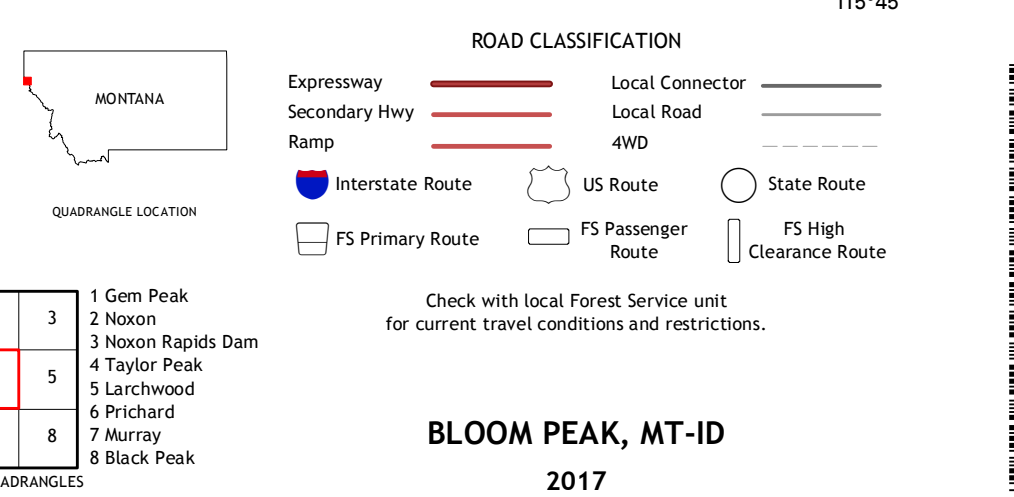 115°45'
ROAD CLASSIFICATION
Expressway
Local Connector
Secondary Hwy
Local Road
Ramp
4WD
Interstate Route
US Route
State Route
FS Primary Route
FS Passenger
Route
FS High
Clearance Route
Check with local Forest Service unit
for current travel conditions and restrictions.
MONTANA
QUADRANGLE LOCATION
3
5
8
1 Gem Peak
2 Noxon
3 Noxon Rapids Dam
4 Taylor Peak
5 Larchwood
6 Prichard
7 Murray
8 Black Peak
ADRANGLES
BLOOM PEAK, MT-ID
2017